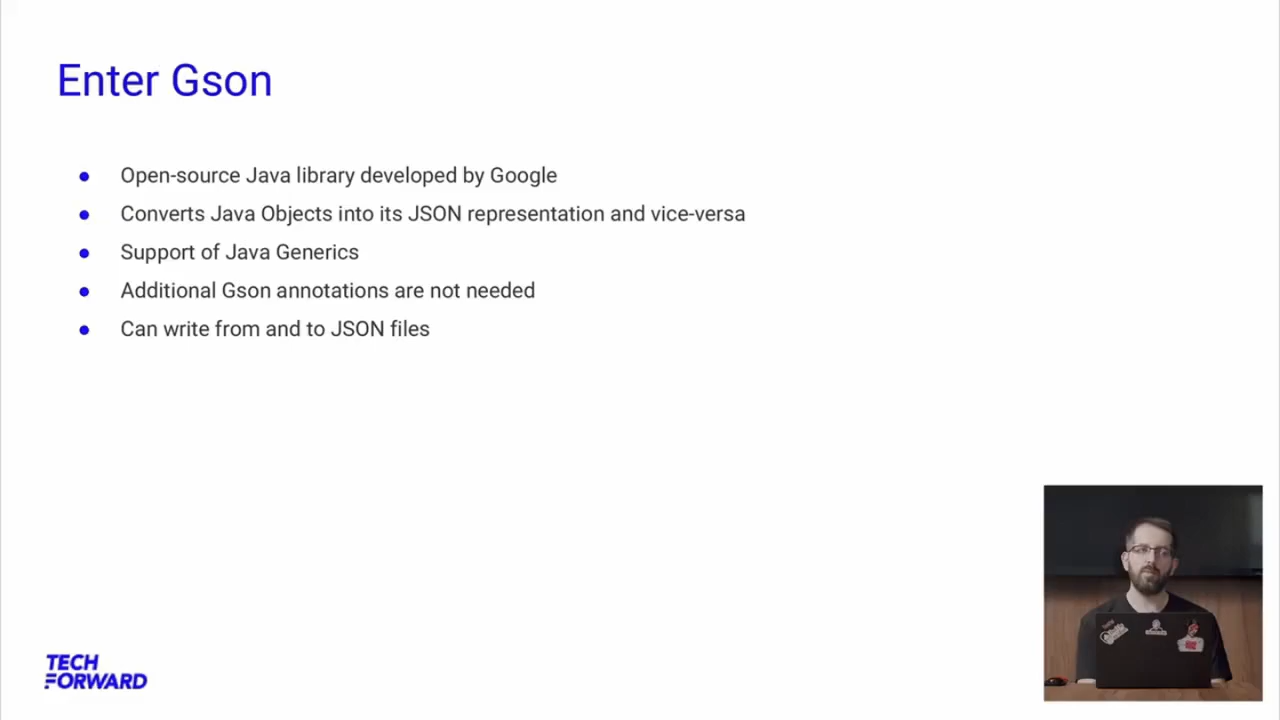 Enter Gson
● Open-source Java library developed by Google
● Converts Java Objects into its JSON representation and vice-versa
● Support of Java Generics
● Additional Gson annotations are not needed
● Can write from and to JSON files
TECH
FORWARD